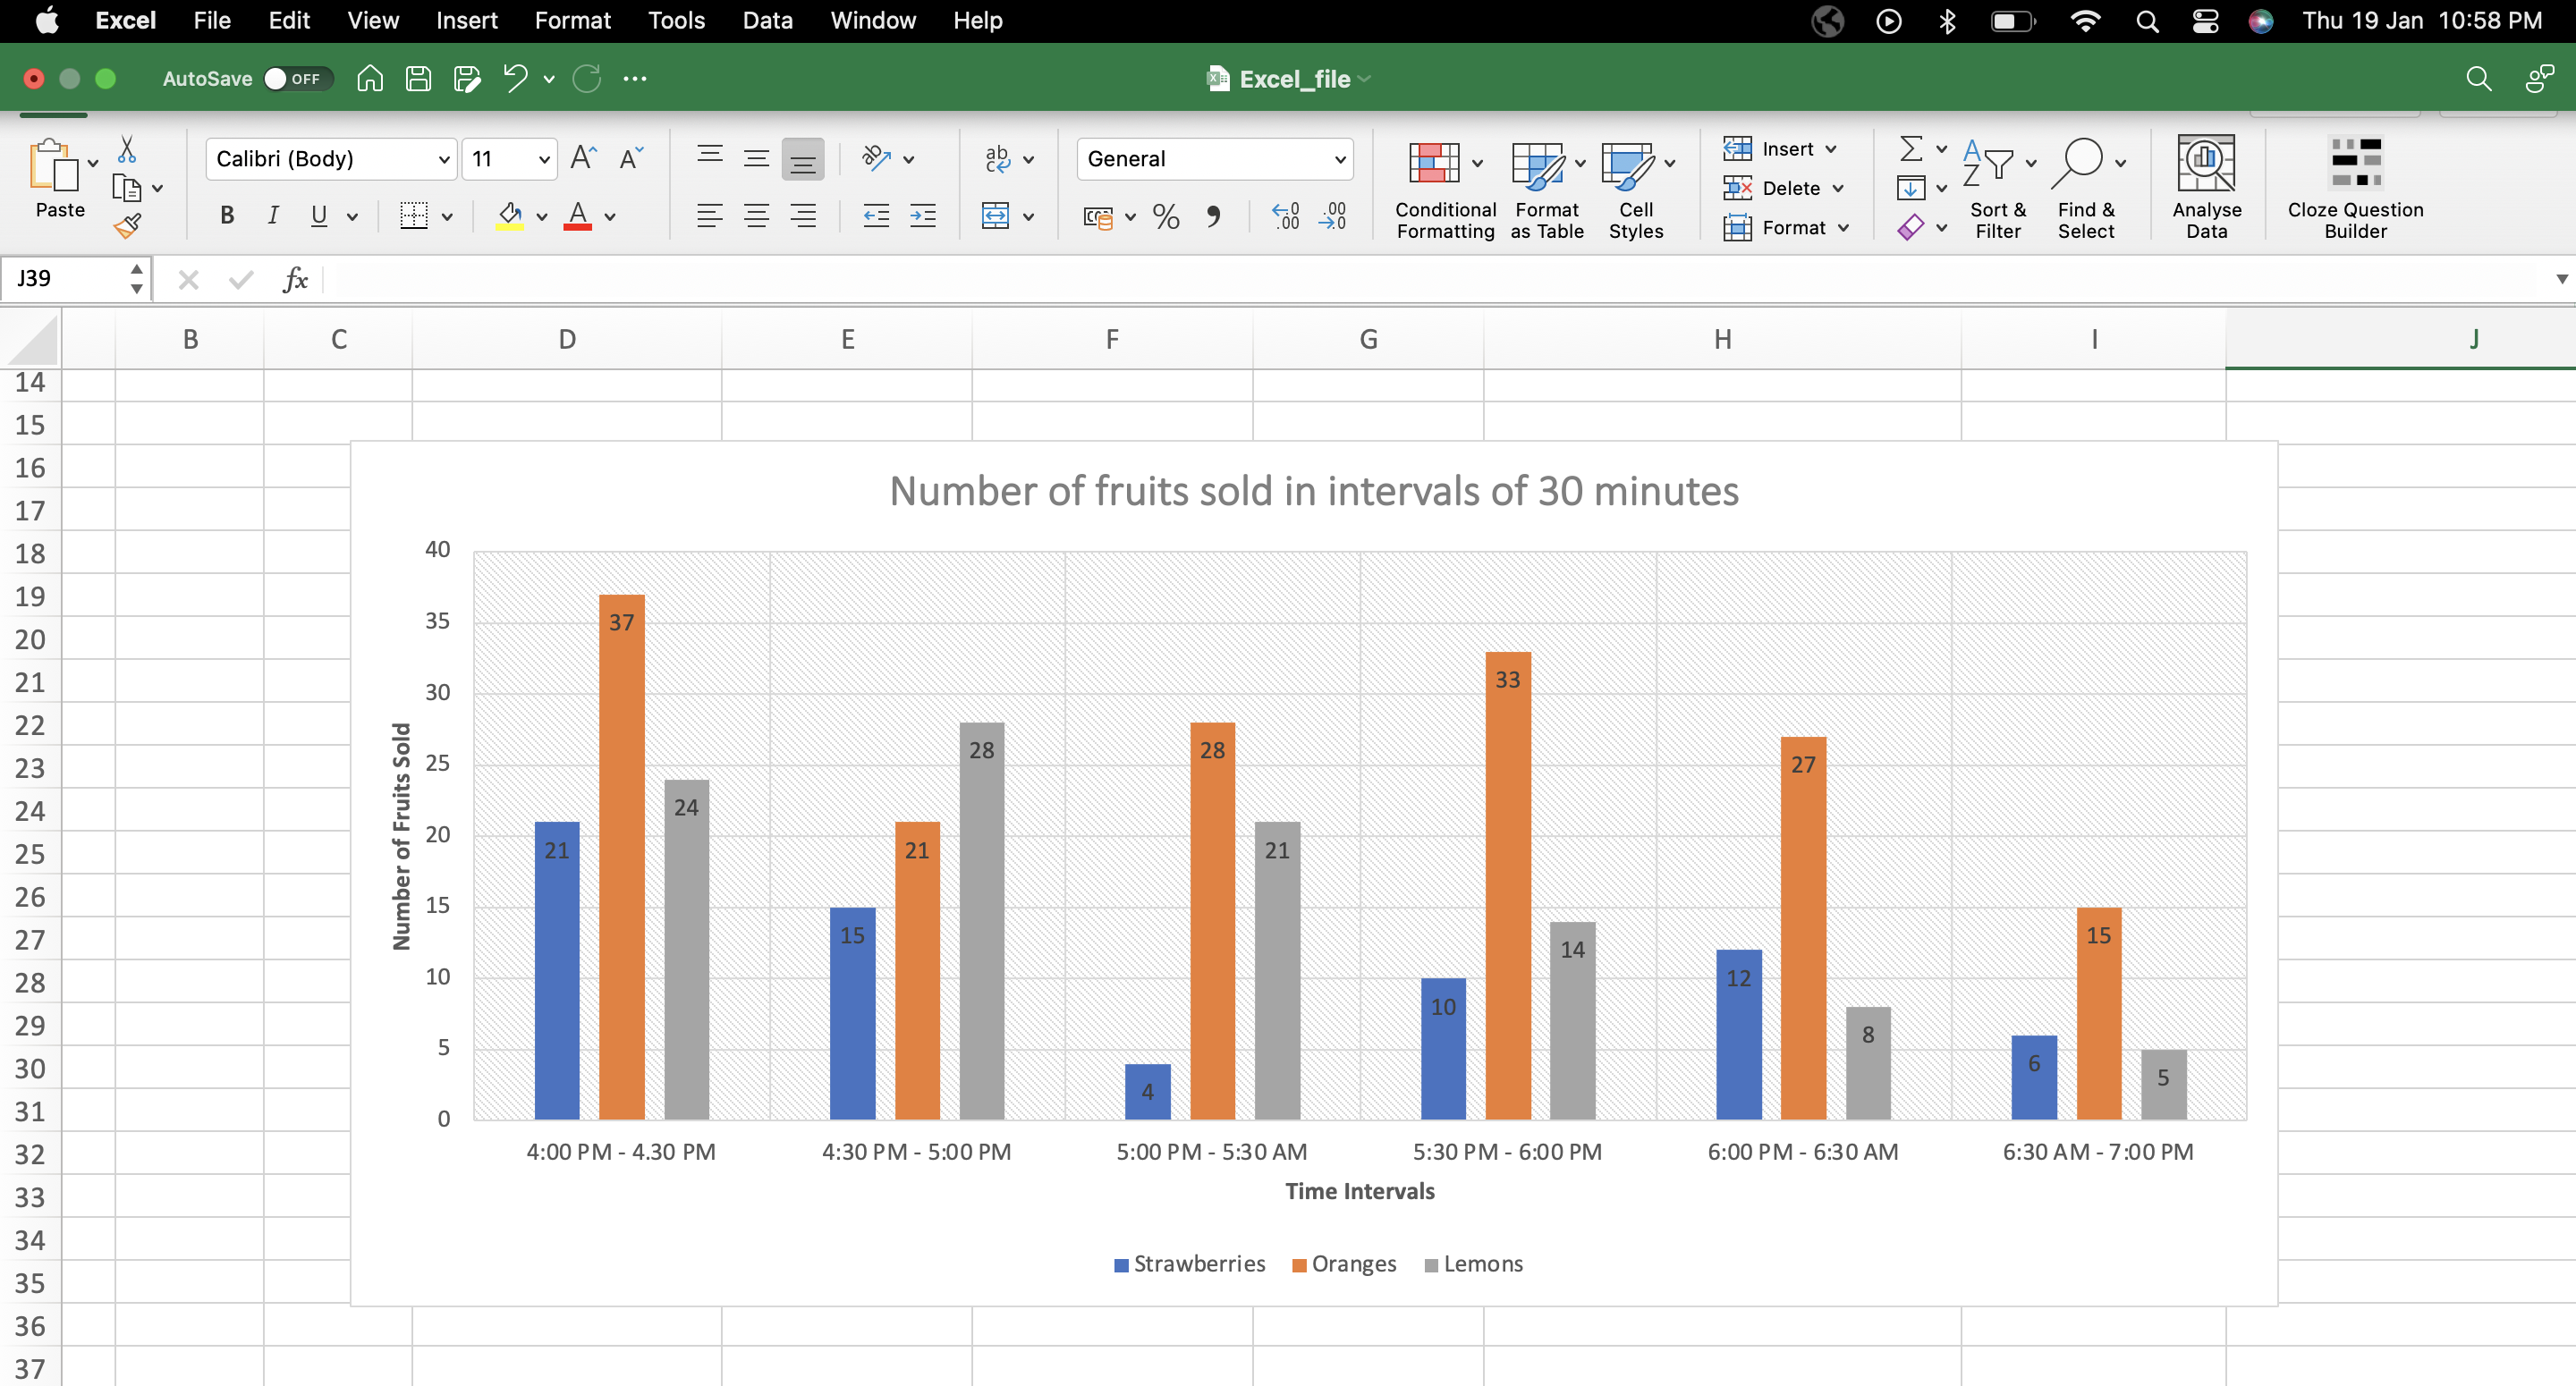 Excel File Edit View Insert Format Tools Data Window Help Thu 19 Jan 10:58 PM
AutoSave OFF Excel_file
Paste Calibri (Body) 11 General Conditional Formatting Format as Table Cell Styles Insert Delete Format Sort & Filter Find & Select Analyse Data Cloze Question Builder
J39 fx
B C D E F G H I J
14
15
16
17
18
19
20
21
22
23
24
25
26
27
28
29
30
31
32
33
34
35
36
37
Number of fruits sold in intervals of 30 minutes
Number of Fruits Sold
40
35
30
25
20
15
10
5
0
21 37 24
15 21 28
4 28 21
10 33 14
12 27 8
6 15 5
4:00 PM - 4.30 PM 4:30 PM - 5:00 PM 5:00 PM - 5:30 AM 5:30 PM - 6:00 PM 6:00 PM - 6:30 AM 6:30 AM - 7:00 PM
Time Intervals
Strawberries Oranges Lemons